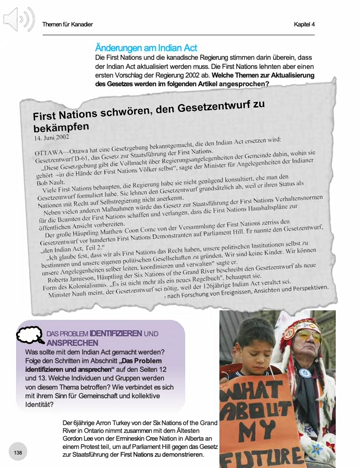 Themen für Kanadier
Kapitel 4
Änderungen am Indian Act
Die First Nations und die kanadische Regierung stimmen darin überein, dass
der Indian Act aktualisiert werden muss. Die First Nations lehnten aber einen
ersten Vorschlag der Regierung 2002 ab. Welche Themen zur Aktualisierung
des Gesetzes werden im folgenden Artikel angesprochen?
First Nations schwören, den Gesetzentwurf zu
bekämpfen
14. Juni 2002
OTTAWA—Ottawa hat eine Gesetzgebung bekanntgemacht, die den Indian Act ersetzen wird:
Gesetzentwurf D-61, das Gesetz zur Staatsführung der First Nations.
„Diese Gesetzgebung gibt die Vollmacht über Regierungsangelegenheiten der Gemeinde dahin, wohin sie
gehört –in die Hände der First Nations Völker selbst“, sagte der Minister für Angelegenheiten der Indianer
Bob Nault.
Viele First Nations behaupten, die Regierung habe sie nicht genügend konsultiert, ehe man den
Gesetzentwurf formuliert habe. Sie lehnten den Gesetzentwurf grundsätzlich ab, weil er ihren Status als
Nationen mit Recht auf Selbstregierung nicht anerkenne.
Neben vielen anderen Maßnahmen würde das Gesetz zur Staatsführung der First Nations Verhaltensnormen
für die Beamten der First Nations schaffen und verlangen, dass die First Nations Haushaltspläne zur
öffentlichen Ansicht vorbereiten.
Der große Häuptling Matthew Coon Come von der Versammlung der First Nations zerriss den
Gesetzentwurf vor hunderten First Nations Demonstranten auf Parliament Hill. Er nannte den Gesetzentwurf
„den Indian Act, Teil 2.“
„Ich glaube fest, dass wir als First Nations das Recht haben, unsere politischen Institutionen selbst zu
bestimmen und unsere eigenen politischen Gesellschaften zu gründen. Wir sind keine Kinder. Wir können
unsere Angelegenheiten selber leiten, koordinieren und verwalten“ sagte er.
Roberta Jamieson, Häuptling der Six Nations of the Grand River beschreibt den Gesetzentwurf als neue
Form des Kolonialismus. „Es ist nicht mehr als ein neues Regelbuch,“ behauptet sie.
Minister Nault meint, der Gesetzentwurf sei nötig, weil der 126jährige Indian Act veraltet sei.
- nach Forschung von Ereignissen, Ansichten und Perspektiven.
DAS PROBLEM IDENTIFIZIEREN UND
ANSPRECHEN
Was sollte mit dem Indian Act gemacht werden?
Folge den Schritten im Abschnitt „Das Problem
identifizieren und ansprechen“ auf den Seiten 12
und 13. Welche Individuen und Gruppen werden
von diesem Thema betroffen? Wie verbindet es sich
mit ihrem Sinn für Gemeinschaft und kollektive
Identität?
WHAT
ABOUT
MY
FUTURE
Der 6jährige Arron Turkey von der Six Nations of the Grand
River in Ontario nimmt zusammen mit dem Ältesten
Gordon Lee von der Ermineskin Cree Nation in Alberta an
einem Protest teil, um auf Parliament Hill gegen das Gesetz
zur Staatsführung der First Nations zu demonstrieren.
138